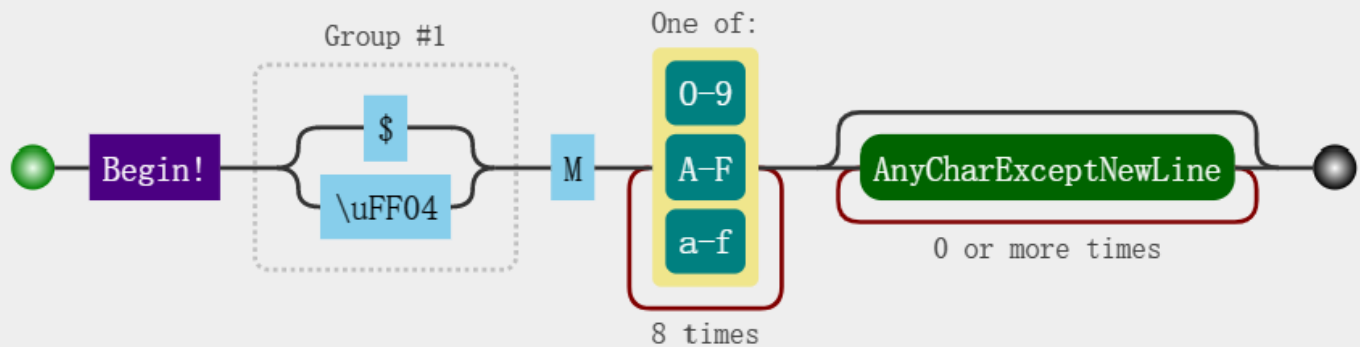 One of:
Group #1
0-9
$
Begin!
M
A-F
AnyCharExceptNewLine
\uFF04
a-f
0 or more times
8 times